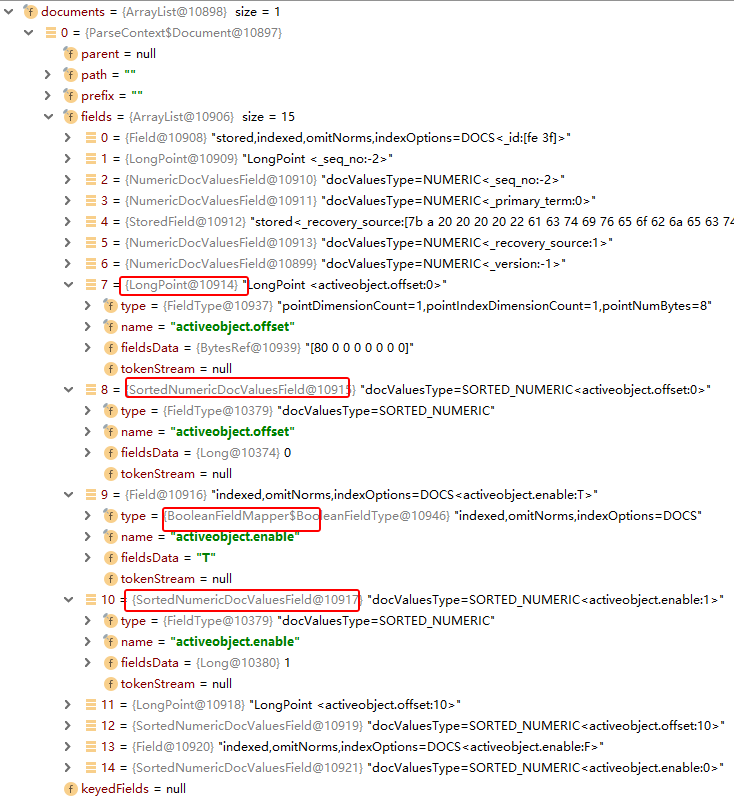 documents = {ArrayList@10898} size = 1
0 = {ParseContext$Document@10897}
parent = null
path = ""
prefix = ""
fields = {ArrayList@10906} size = 15
0 = {Field@10908} "stored,indexed,omitNorms,indexOptions=DOCS<_id:[fe 3f]>"
1 = {LongPoint@10909} "LongPoint <_seq_no:-2>"
2 = {NumericDocValuesField@10910} "docValuesType=NUMERIC<_seq_no:-2>"
3 = {NumericDocValuesField@10911} "docValuesType=NUMERIC<_primary_term:0>"
4 = {StoredField@10912} "stored<_recovery_source:[7b a 20 20 20 20 22 61 63 74 69 76 65 6f 62 6a 65 63 74
5 = {NumericDocValuesField@10913} "docValuesType=NUMERIC<_recovery_source:1>"
6 = {NumericDocValuesField@10899} "docValuesType=NUMERIC<_version:-1>"
7 = {LongPoint@10914} "LongPoint <activeobject.offset:0>"
type = {FieldType@10937} "pointDimensionCount=1,pointIndexDimensionCount=1,pointNumBytes=8"
name = "activeobject.offset"
fieldsData = {BytesRef@10939} "[80 0 0 0 0 0 0 0]"
tokenStream = null
8 = {SortedNumericDocValuesField@10915} "docValuesType=SORTED_NUMERIC<activeobject.offset:0>"
type = {FieldType@10379} "docValuesType=SORTED_NUMERIC"
name = "activeobject.offset"
fieldsData = {Long@10374} 0
tokenStream = null
9 = {Field@10916} "indexed,omitNorms,indexOptions=DOCS<activeobject.enable:T>"
type = {BooleanFieldMapper$BooleanFieldType@10946} "indexed,omitNorms,indexOptions=DOCS"
name = "activeobject.enable"
fieldsData = "T"
tokenStream = null
10 = {SortedNumericDocValuesField@10917} "docValuesType=SORTED_NUMERIC<activeobject.enable:1>"
type = {FieldType@10379} "docValuesType=SORTED_NUMERIC"
name = "activeobject.enable"
fieldsData = {Long@10380} 1
tokenStream = null
11 = {LongPoint@10918} "LongPoint <activeobject.offset:10>"
12 = {SortedNumericDocValuesField@10919} "docValuesType=SORTED_NUMERIC<activeobject.offset:10>"
13 = {Field@10920} "indexed,omitNorms,indexOptions=DOCS<activeobject.enable:F>"
14 = {SortedNumericDocValuesField@10921} "docValuesType=SORTED_NUMERIC<activeobject.enable:0>"
keyedFields = null